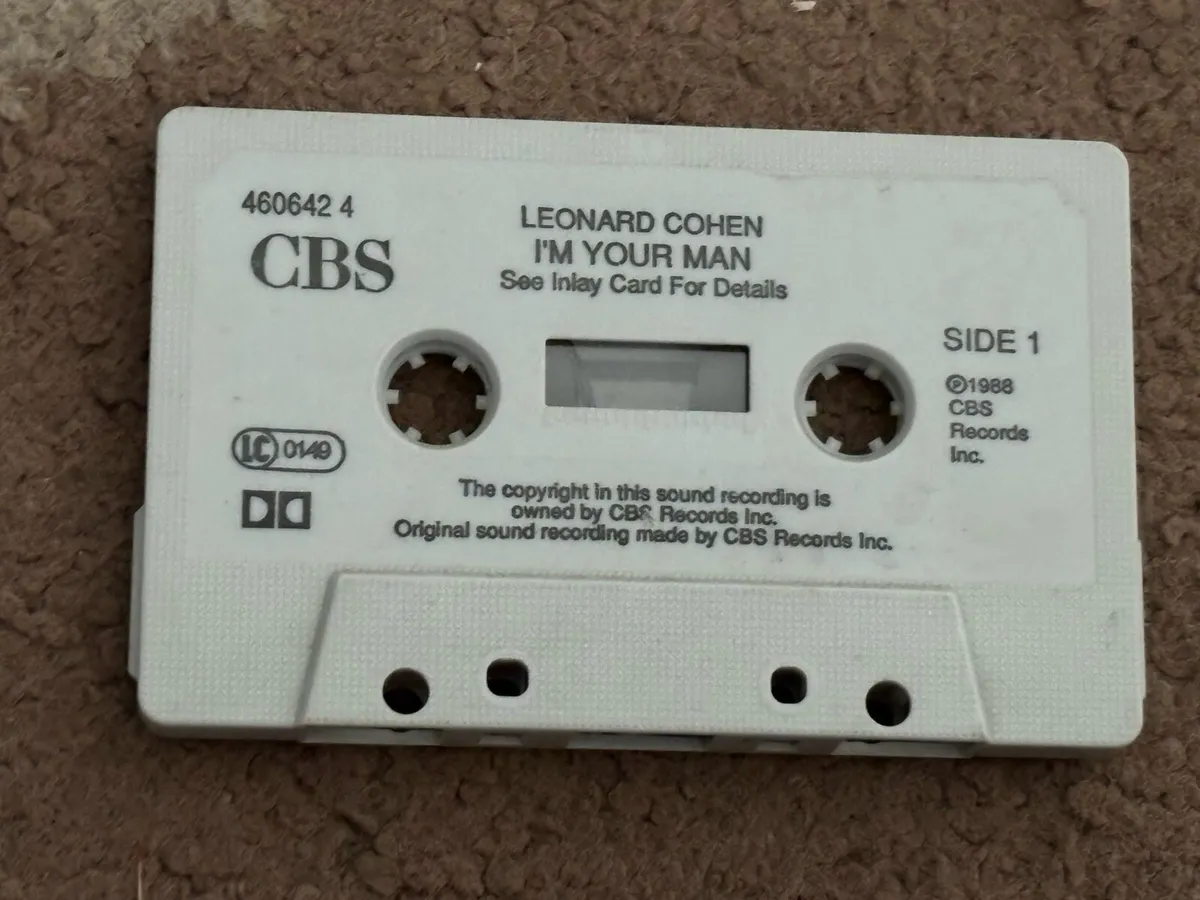 460642 4
CBS
LEONARD COHEN
I'M YOUR MAN
See Inlay Card For Details
SIDE 1
℗1988
CBS
Records
Inc.
LC 0149
The copyright in this sound recording is
owned by CBS Records Inc.
Original sound recording made by CBS Records Inc.